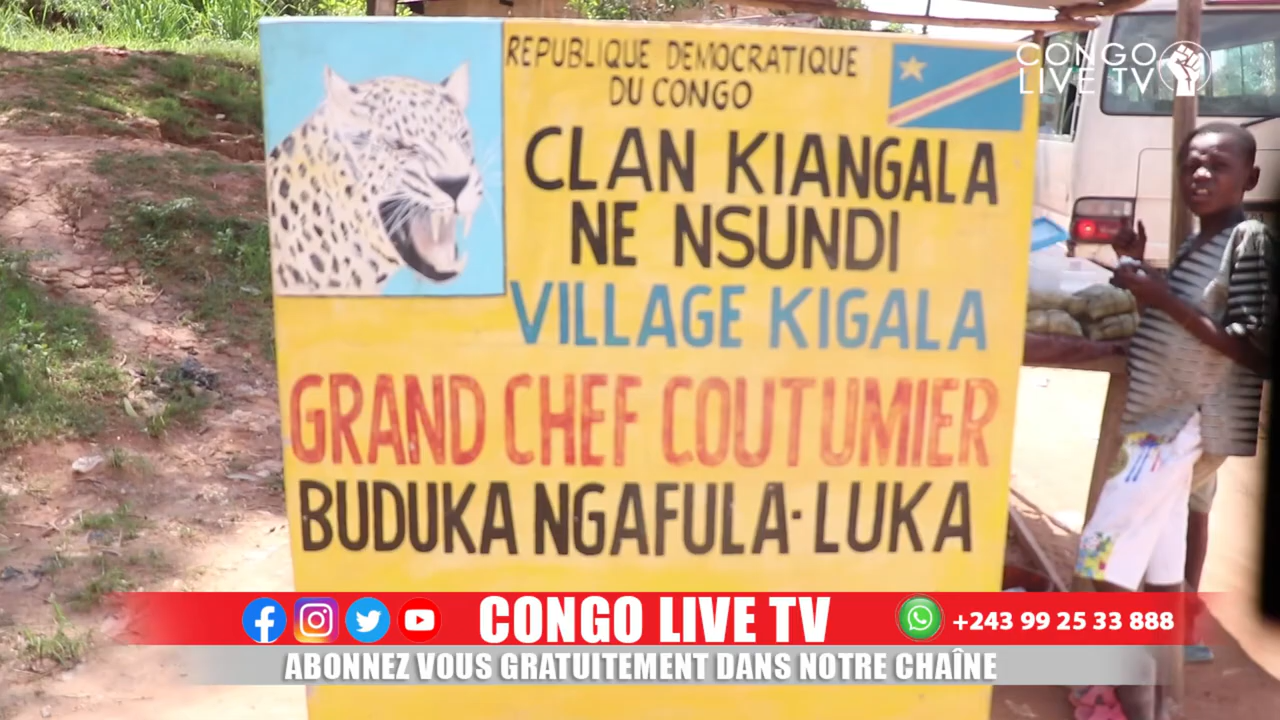 REPUBLIQUE DEMOCRATIQUE
DU CONGO
CLAN KIANGALA
NE NSUNDI
VILLAGE KIGALA
GRAND CHEF COUTUMIER
BUDUKA NGAFULA-LUKA
CONGO
LIVE TV
CONGO LIVE TV
+243 99 25 33 888
ABONNEZ VOUS GRATUITEMENT DANS NOTRE CHAÎNE